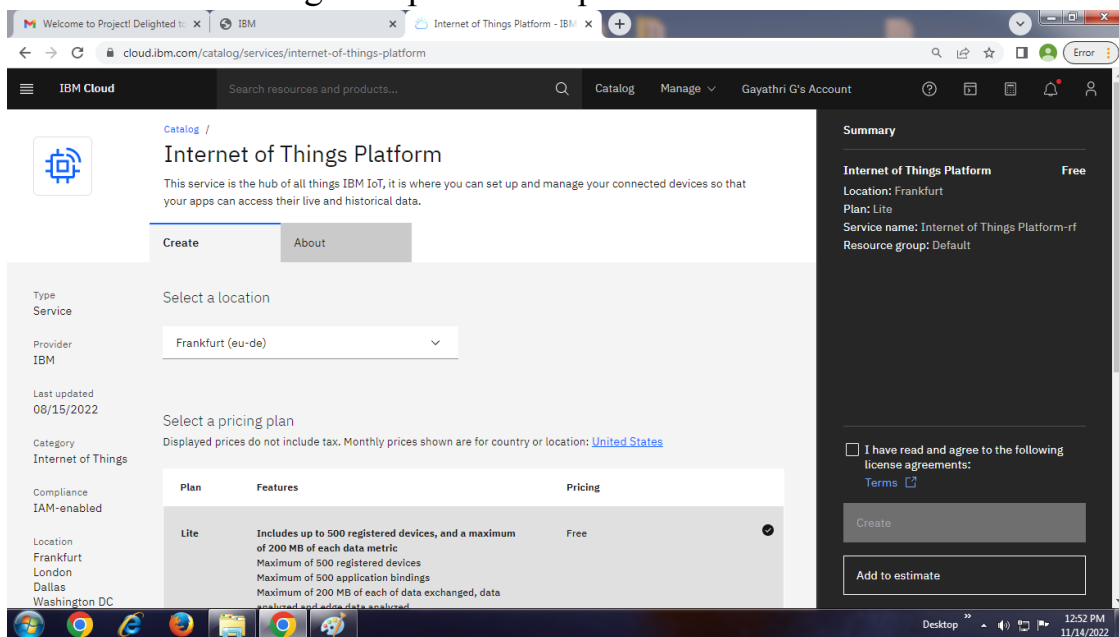 Welcome to Project! Delighted to
IBM
Internet of Things Platform - IBM
cloud.ibm.com/catalog/services/internet-of-things-platform
Error
IBM Cloud
Search resources and products...
Catalog
Manage
Gayathri G's Account
Catalog /
Internet of Things Platform
This service is the hub of all things IBM IoT, it is where you can set up and manage your connected devices so that
your apps can access their live and historical data.
Create
About
Type
Service
Provider
IBM
Last updated
08/15/2022
Category
Internet of Things
Compliance
IAM-enabled
Location
Frankfurt
London
Dallas
Washington DC
Select a location
Frankfurt (eu-de)
Select a pricing plan
Displayed prices do not include tax. Monthly prices shown are for country or location: United States
Plan
Features
Pricing
Lite
Includes up to 500 registered devices, and a maximum
of 200 MB of each data metric
Free
Maximum of 500 registered devices
Maximum of 500 application bindings
Maximum of 200 MB of each of data exchanged, data
analyzed and edge data analyzed
Summary
Internet of Things Platform
Free
Location: Frankfurt
Plan: Lite
Service name: Internet of Things Platform-rf
Resource group: Default
I have read and agree to the following
license agreements:
Terms
Create
Add to estimate
Desktop
12:52 PM
11/14/2022